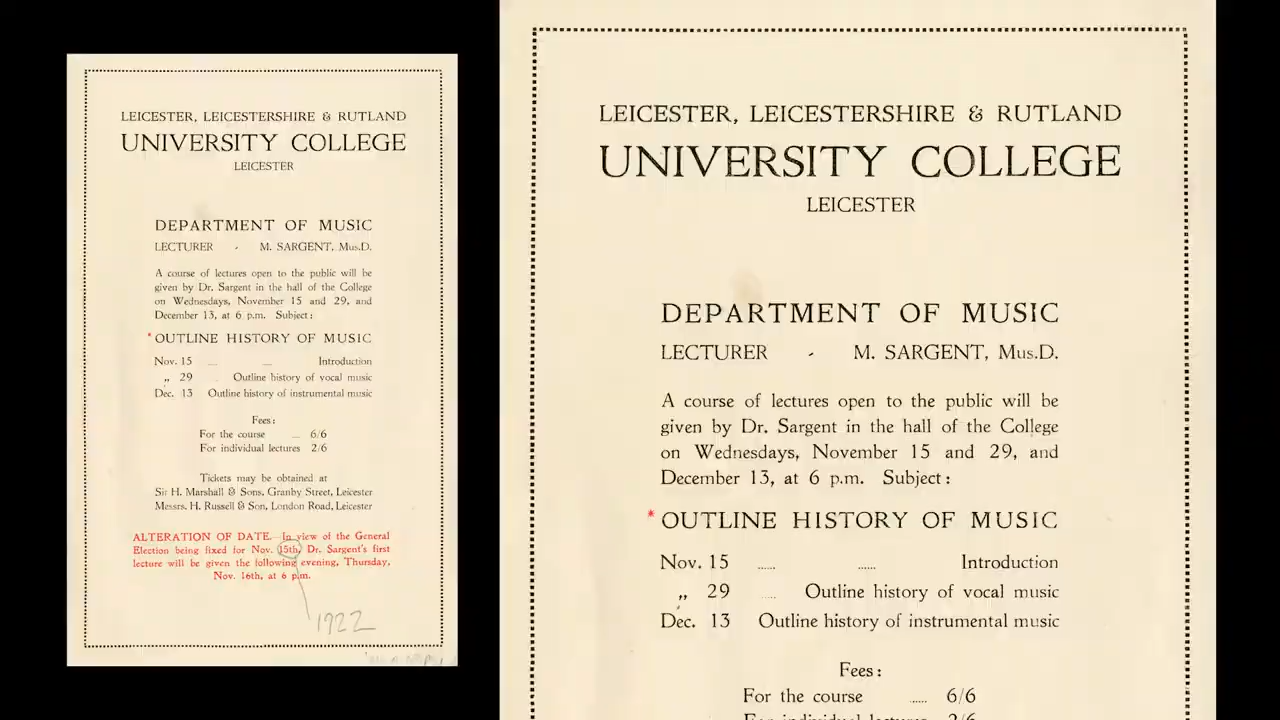 LEICESTER, LEICESTERSHIRE & RUTLAND
UNIVERSITY COLLEGE
LEICESTER
DEPARTMENT OF MUSIC
LECTURER - M. SARGENT, Mus.D.
A course of lectures open to the public will be
given by Dr. Sargent in the hall of the College
on Wednesdays, November 15 and 29, and
December 13, at 6 p.m. Subject:
*OUTLINE HISTORY OF MUSIC
Nov. 15 ...... ...... Introduction
„ 29 ...... Outline history of vocal music
Dec. 13 Outline history of instrumental music
Fees:
For the course ...... 6/6
For individual lectures 2/6
Tickets may be obtained at
Sir H. Marshall & Sons, Granby Street, Leicester
Messrs. H. Russell & Son, London Road, Leicester
ALTERATION OF DATE. In view of the General
Election being fixed for Nov. 15th, Dr. Sargent's first
lecture will be given the following evening, Thursday,
Nov. 16th, at 6 p.m.
1922
LEICESTER, LEICESTERSHIRE & RUTLAND
UNIVERSITY COLLEGE
LEICESTER
DEPARTMENT OF MUSIC
LECTURER - M. SARGENT, Mus.D.
A course of lectures open to the public will be
given by Dr. Sargent in the hall of the College
on Wednesdays, November 15 and 29, and
December 13, at 6 p.m. Subject:
*OUTLINE HISTORY OF MUSIC
Nov. 15 ...... ...... Introduction
„ 29 ...... Outline history of vocal music
Dec. 13 Outline history of instrumental music
Fees:
For the course ...... 6/6
For individual lectures 2/6